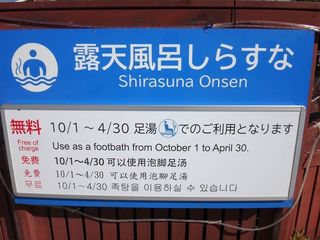 露天風呂しらすな
Shirasuna Onsen
無料 10/1～4/30 足湯 でのご利用となります
Free of charge Use as a footbath from October 1 to April 30.
免费 10/1～4/30 可以使用泡脚足汤
免費 10/1～4/30 可以使用泡腳足湯
무료 10/1～4/30 족탕을 이용하실 수 있습니다